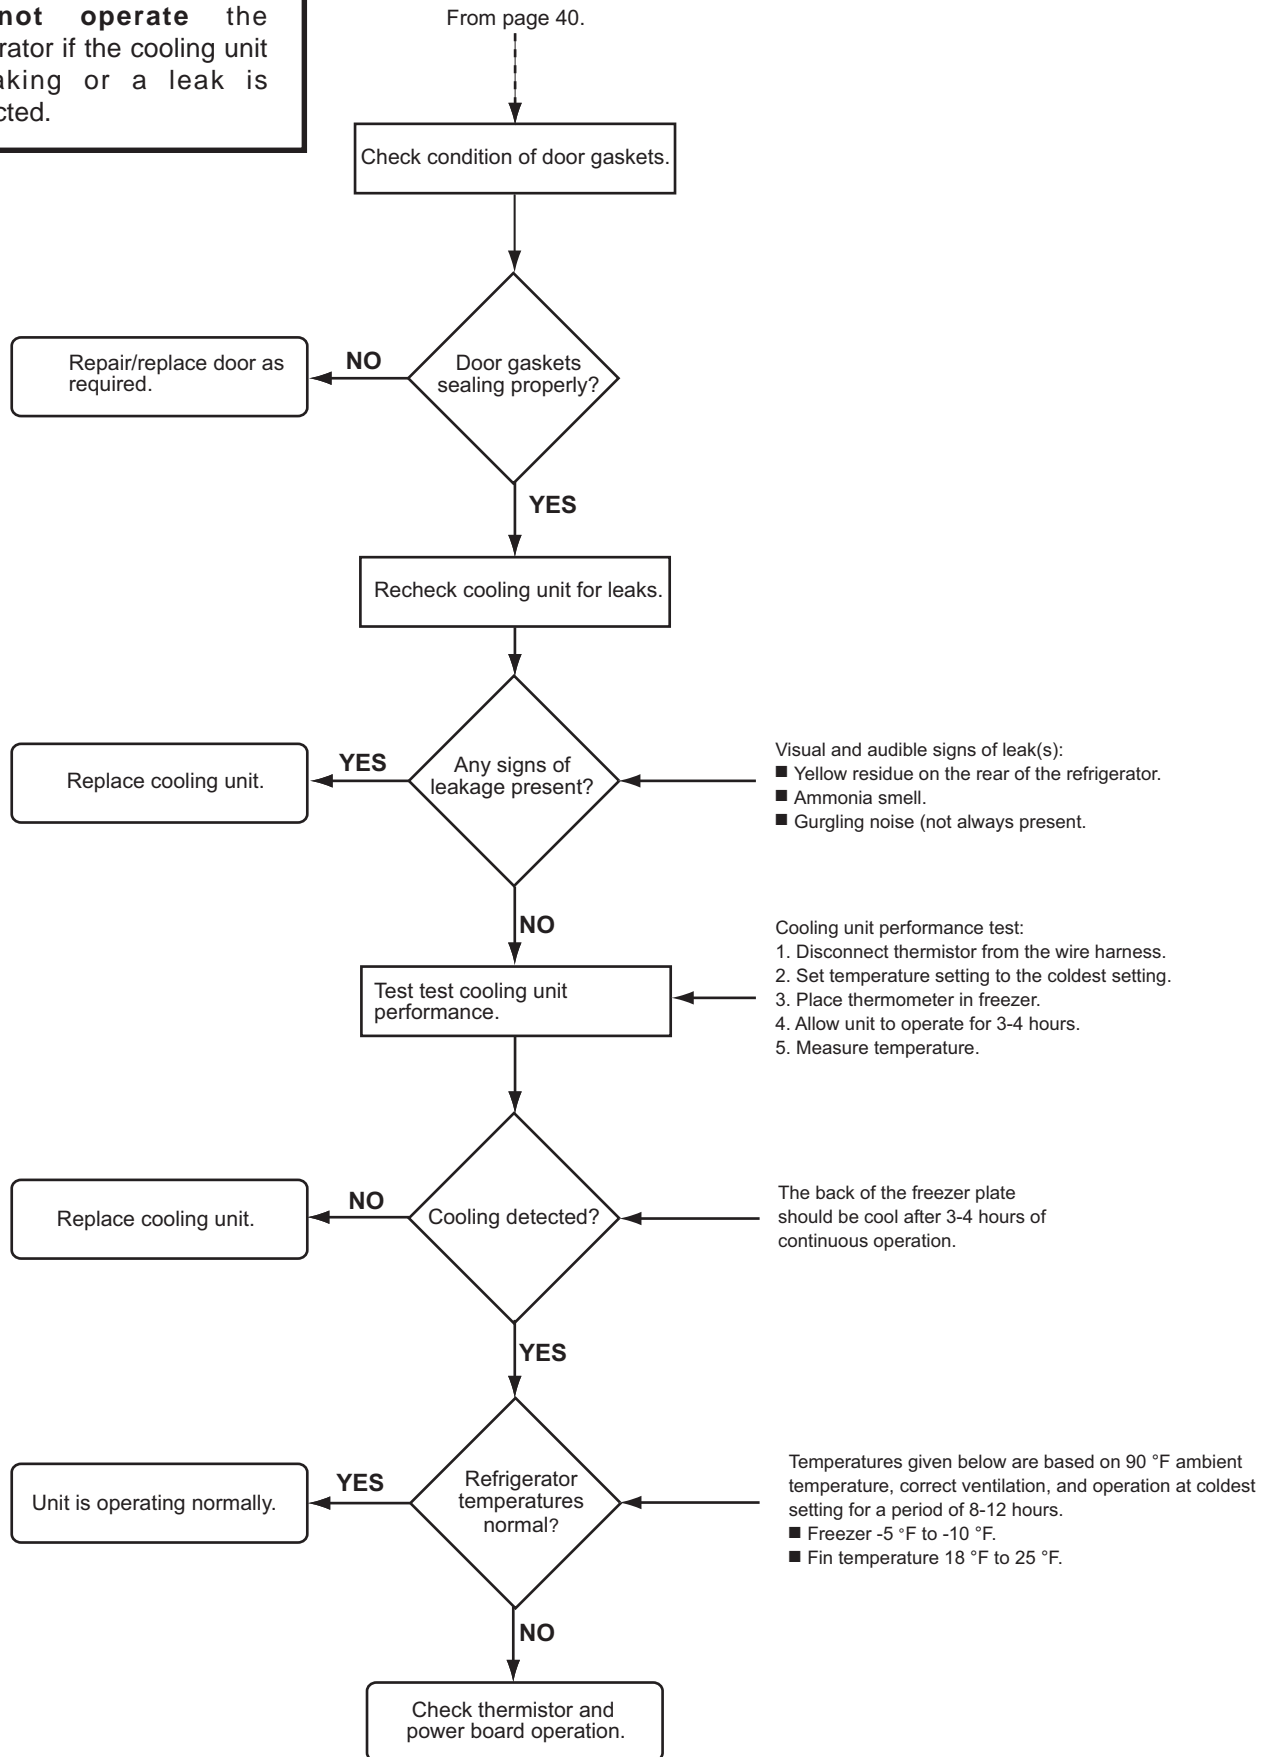 not operate the
rator if the cooling unit
aking or a leak is
cted.
From page 40.
Check condition of door gaskets.
Door gaskets
sealing properly?
NO
Repair/replace door as
required.
YES
Recheck cooling unit for leaks.
Any signs of
leakage present?
YES
Replace cooling unit.
Visual and audible signs of leak(s):
■ Yellow residue on the rear of the refrigerator.
■ Ammonia smell.
■ Gurgling noise (not always present.
NO
Test test cooling unit
performance.
Cooling unit performance test:
1. Disconnect thermistor from the wire harness.
2. Set temperature setting to the coldest setting.
3. Place thermometer in freezer.
4. Allow unit to operate for 3-4 hours.
5. Measure temperature.
Cooling detected?
NO
Replace cooling unit.
The back of the freezer plate
should be cool after 3-4 hours of
continuous operation.
YES
Refrigerator
temperatures
normal?
YES
Unit is operating normally.
Temperatures given below are based on 90 °F ambient
temperature, correct ventilation, and operation at coldest
setting for a period of 8-12 hours.
■ Freezer -5 °F to -10 °F.
■ Fin temperature 18 °F to 25 °F.
NO
Check thermistor and
power board operation.